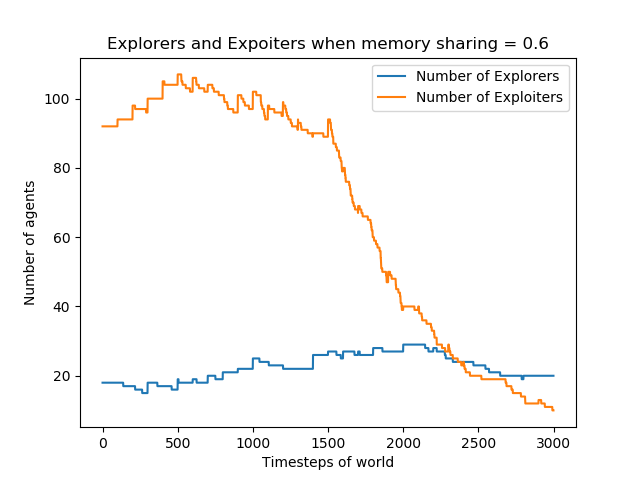 Explorers and Expoiters when memory sharing = 0.6
Number of Explorers
Number of Exploiters
Number of agents
100
80
60
40
20
0 500 1000 1500 2000 2500 3000
Timesteps of world